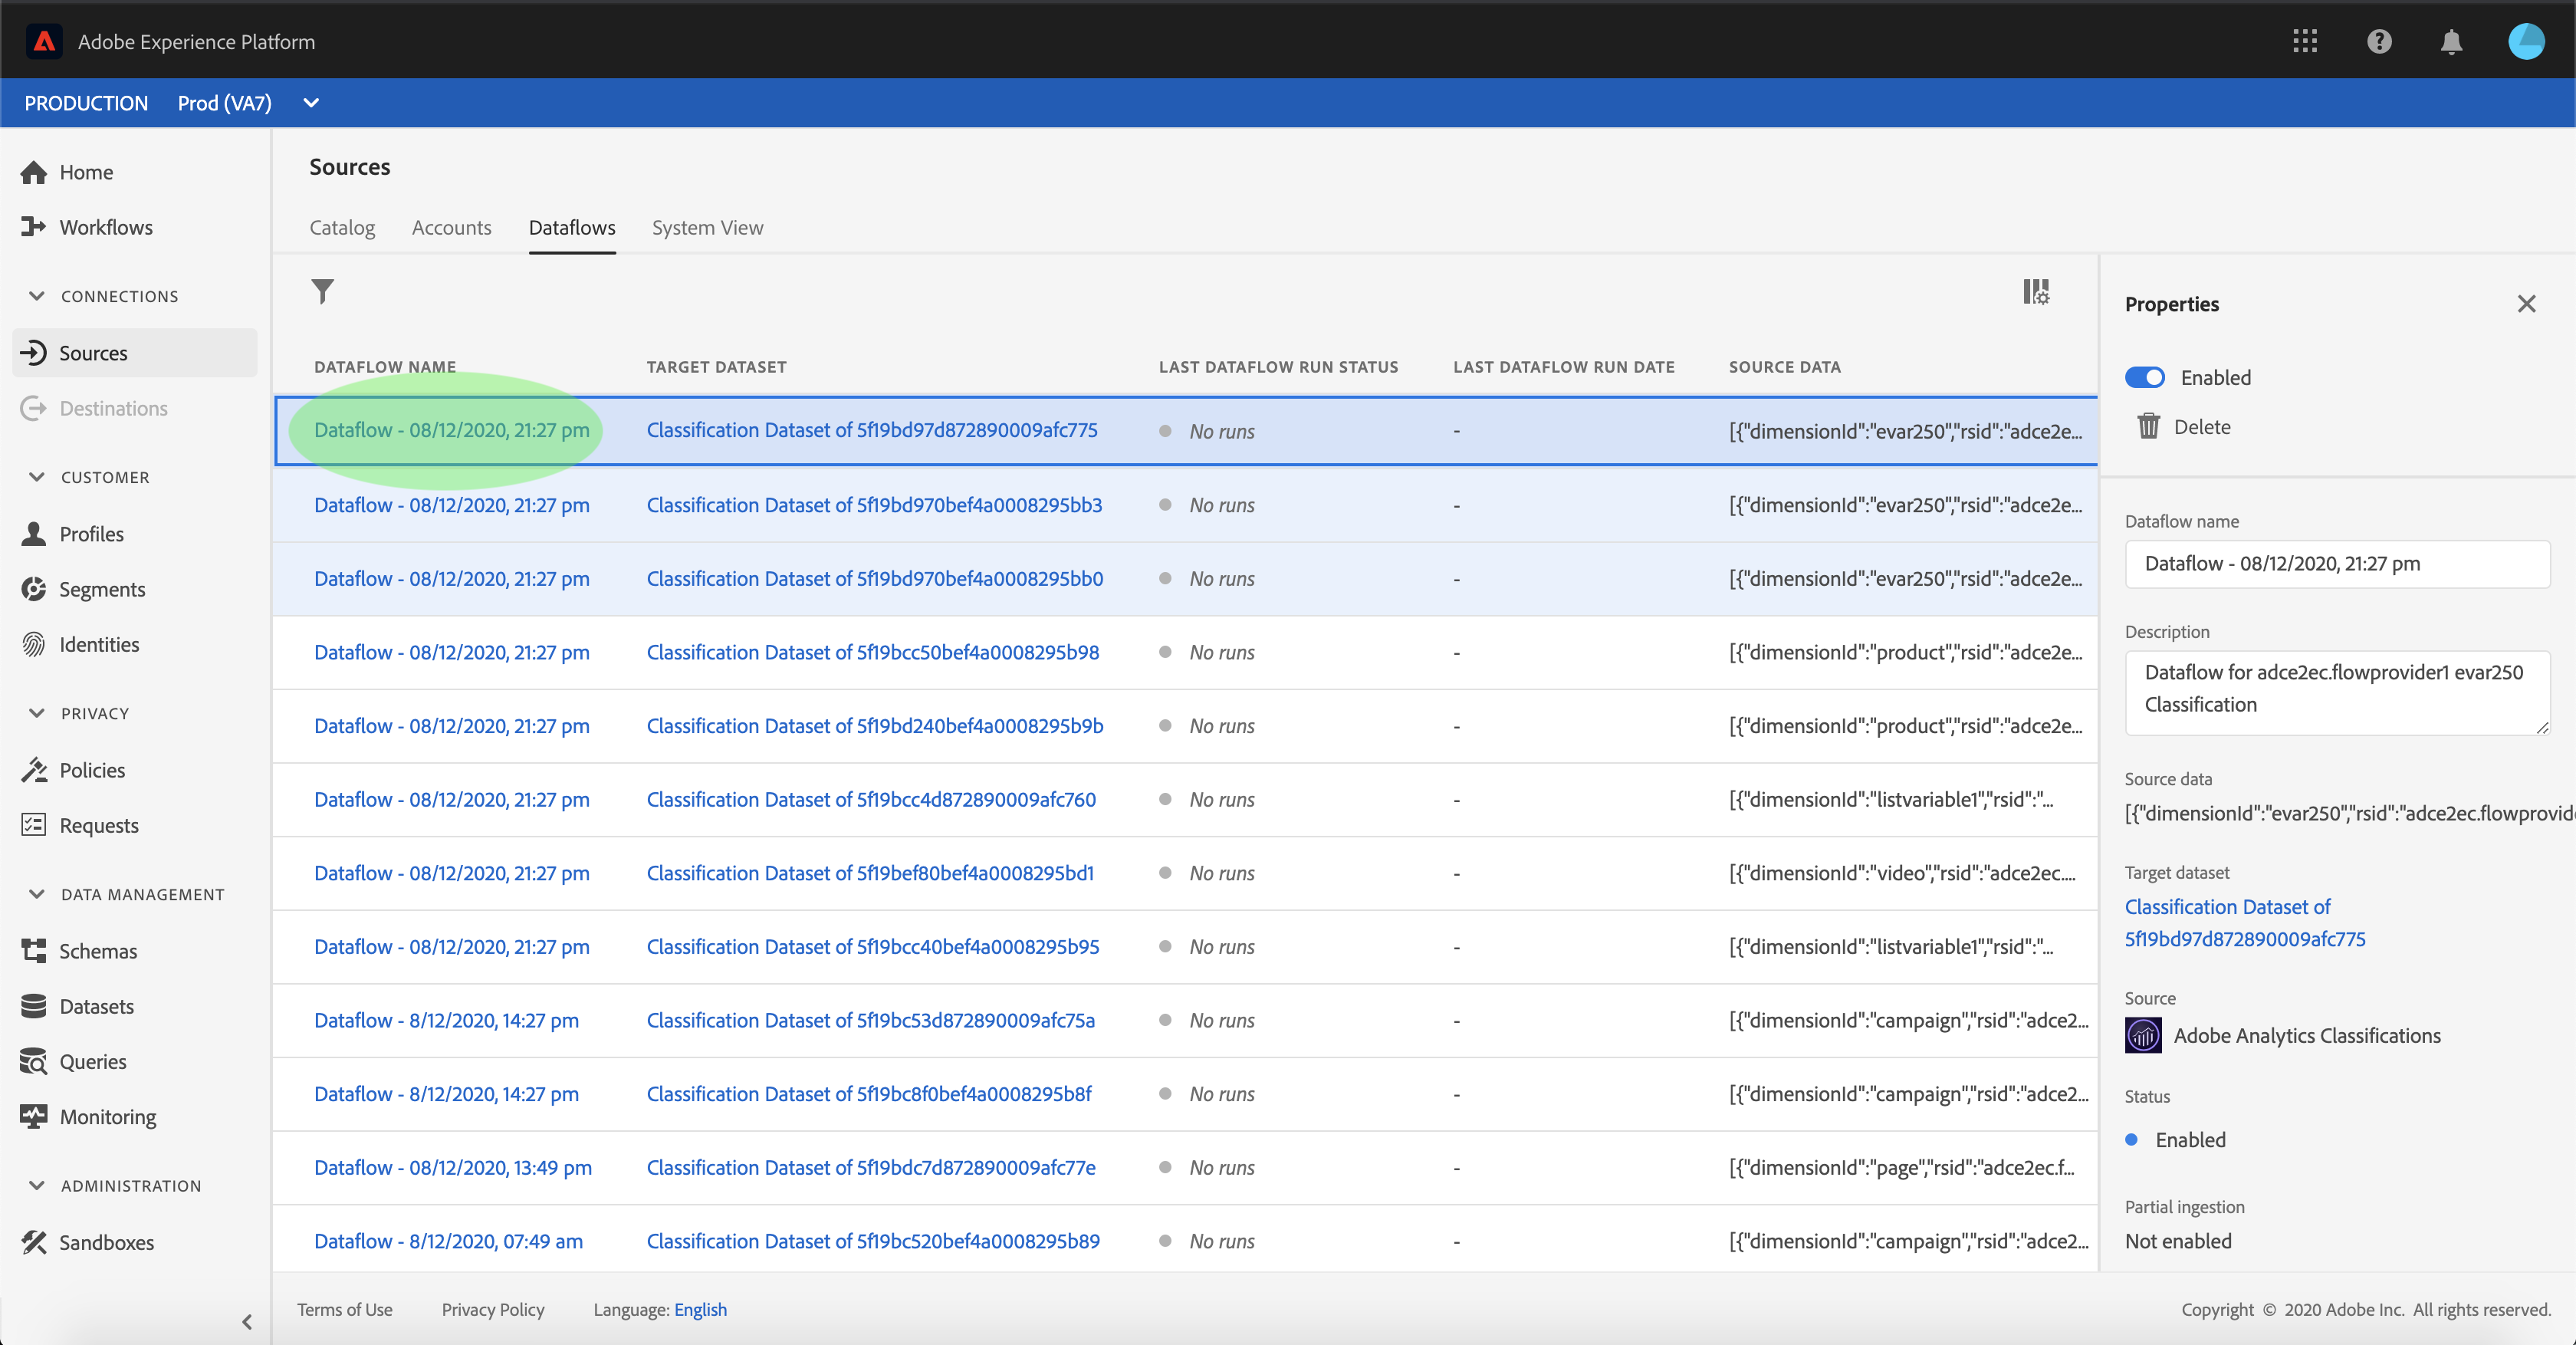 Adobe Experience Platform
PRODUCTION Prod (VA7)
Home
Workflows
CONNECTIONS
Sources
Destinations
CUSTOMER
Profiles
Segments
Identities
PRIVACY
Policies
Requests
DATA MANAGEMENT
Schemas
Datasets
Queries
Monitoring
ADMINISTRATION
Sandboxes
Sources
Catalog Accounts Dataflows System View
DATAFLOW NAME TARGET DATASET LAST DATAFLOW RUN STATUS LAST DATAFLOW RUN DATE SOURCE DATA
Dataflow - 08/12/2020, 21:27 pm Classification Dataset of 5f19bd97d872890009afc775 No runs - [{"dimensionId":"evar250","rsid":"adce2e...
Dataflow - 08/12/2020, 21:27 pm Classification Dataset of 5f19bd970bef4a0008295bb3 No runs - [{"dimensionId":"evar250","rsid":"adce2e...
Dataflow - 08/12/2020, 21:27 pm Classification Dataset of 5f19bd970bef4a0008295bb0 No runs - [{"dimensionId":"evar250","rsid":"adce2e...
Dataflow - 08/12/2020, 21:27 pm Classification Dataset of 5f19bcc50bef4a0008295b98 No runs - [{"dimensionId":"product","rsid":"adce2e...
Dataflow - 08/12/2020, 21:27 pm Classification Dataset of 5f19bd240bef4a0008295b9b No runs - [{"dimensionId":"product","rsid":"adce2e...
Dataflow - 08/12/2020, 21:27 pm Classification Dataset of 5f19bcc4d872890009afc760 No runs - [{"dimensionId":"listvariable1","rsid":"...
Dataflow - 08/12/2020, 21:27 pm Classification Dataset of 5f19bef80bef4a0008295bd1 No runs - [{"dimensionId":"video","rsid":"adce2ec....
Dataflow - 08/12/2020, 21:27 pm Classification Dataset of 5f19bcc40bef4a0008295b95 No runs - [{"dimensionId":"listvariable1","rsid":"...
Dataflow - 8/12/2020, 14:27 pm Classification Dataset of 5f19bc53d872890009afc75a No runs - [{"dimensionId":"campaign","rsid":"adce2...
Dataflow - 8/12/2020, 14:27 pm Classification Dataset of 5f19bc8f0bef4a0008295b8f No runs - [{"dimensionId":"campaign","rsid":"adce2...
Dataflow - 08/12/2020, 13:49 pm Classification Dataset of 5f19bdc7d872890009afc77e No runs - [{"dimensionId":"page","rsid":"adce2ec.f...
Dataflow - 8/12/2020, 07:49 am Classification Dataset of 5f19bc520bef4a0008295b89 No runs - [{"dimensionId":"campaign","rsid":"adce2...
Properties
Enabled
Delete
Dataflow name
Dataflow - 08/12/2020, 21:27 pm
Description
Dataflow for adce2ec.flowprovider1 evar250
Classification
Source data
[{"dimensionId":"evar250","rsid":"adce2ec.flowprovid
Target dataset
Classification Dataset of
5f19bd97d872890009afc775
Source
Adobe Analytics Classifications
Status
Enabled
Partial ingestion
Not enabled
Terms of Use Privacy Policy Language: English Copyright © 2020 Adobe Inc. All rights reserved.